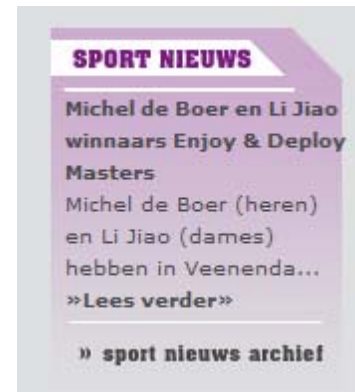 SPORT NIEUWS
Michel de Boer en Li Jiao
winnaars Enjoy & Deploy
Masters
Michel de Boer (heren)
en Li Jiao (dames)
hebben in Veenenda...
»Lees verder»
» sport nieuws archief